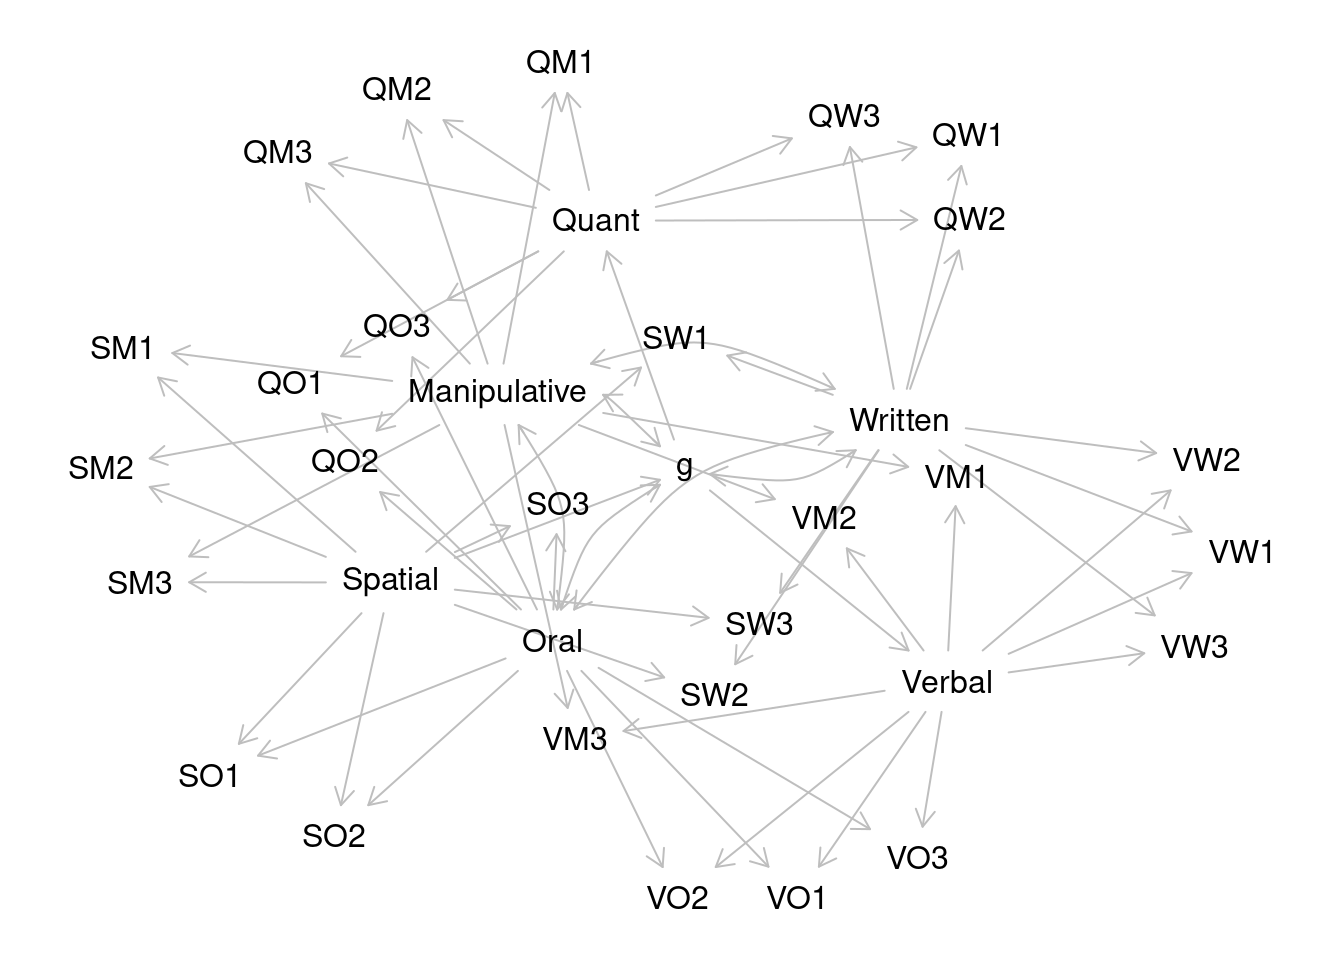 QM1
QM2
QW3
QW1
QM3
Quant
QW2
QO3
SW1
SM1
QO1
Manipulative
Written
QO2
g
VW2
SM2
VM1
SO3
VM2
VW1
Spatial
SM3
SW3
Oral
VW3
Verbal
SW2
VM3
SO1
SO2
VO3
VO2
VO1